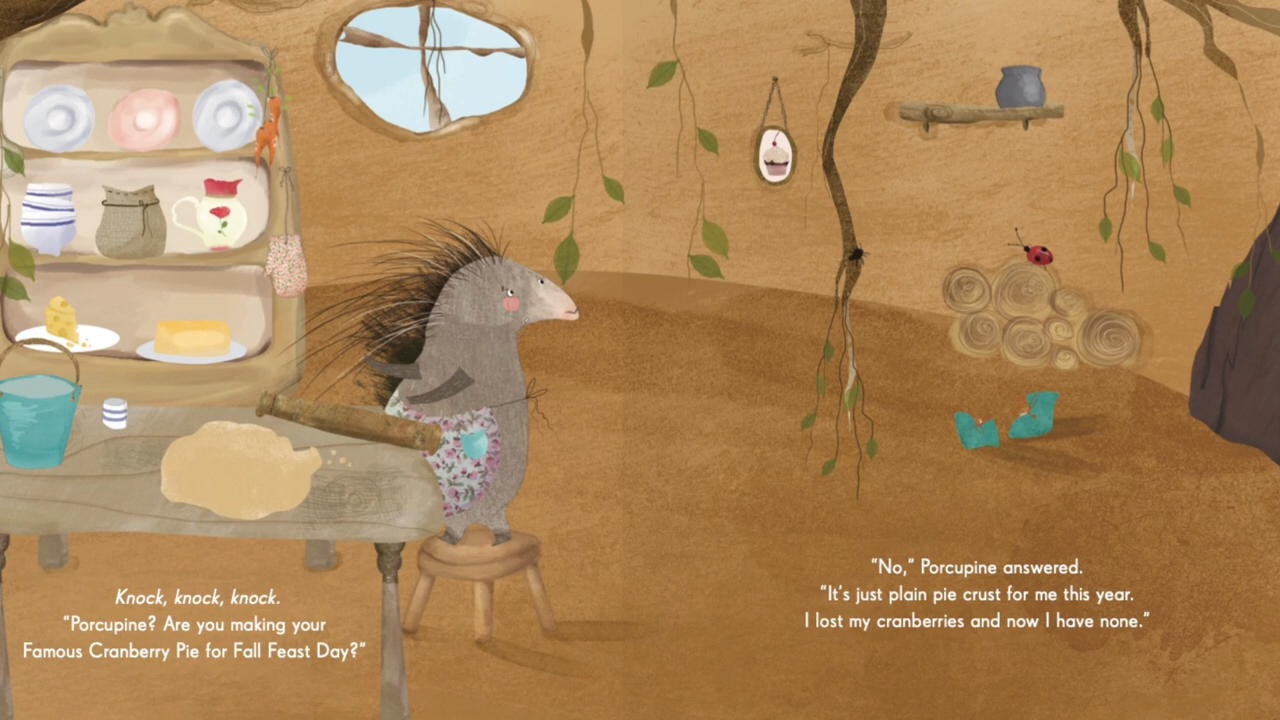 Knock, knock, knock.
"Porcupine? Are you making your
Famous Cranberry Pie for Fall Feast Day?"
"No," Porcupine answered.
"It's just plain pie crust for me this year.
I lost my cranberries and now I have none."